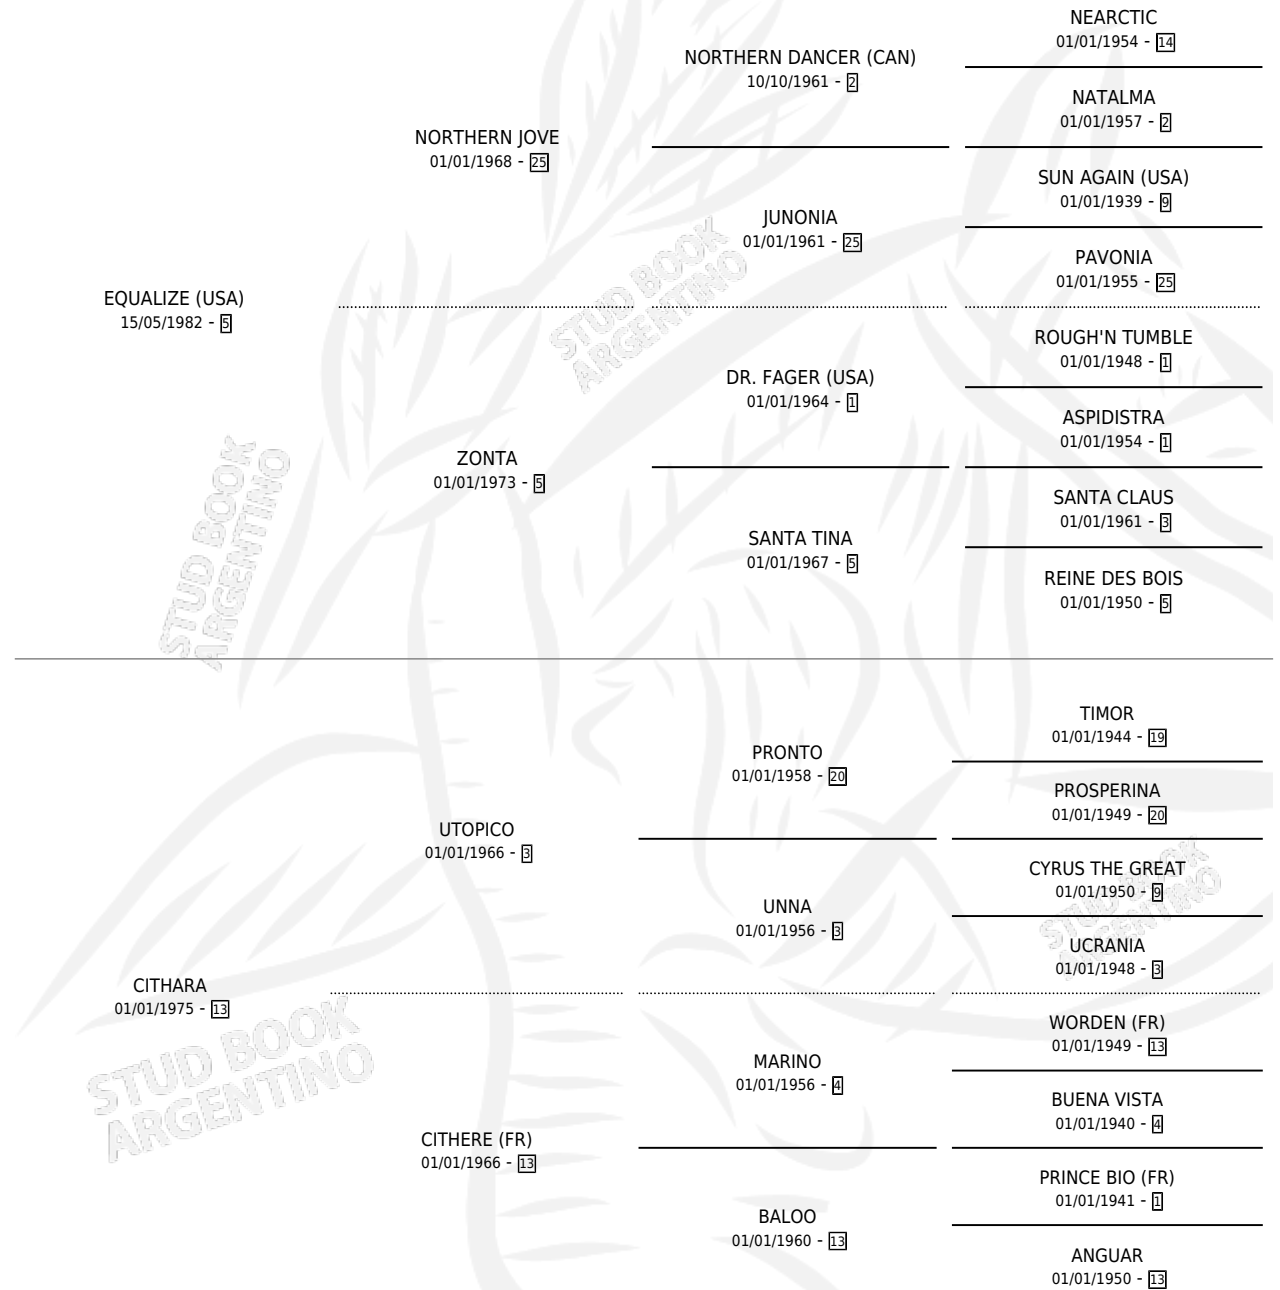 NEARCTIC
01/01/1954 - 14
NORTHERN DANCER (CAN)
10/10/1961 - 2
NATALMA
01/01/1957 - 2
NORTHERN JOVE
01/01/1968 - 25
SUN AGAIN (USA)
01/01/1939 - 9
JUNONIA
01/01/1961 - 25
PAVONIA
01/01/1955 - 25
EQUALIZE (USA)
15/05/1982 - 5
STUD BOOK
ARGENTINO
ROUGH'N TUMBLE
01/01/1948 - 1
DR. FAGER (USA)
01/01/1964 - 1
ASPIDISTRA
01/01/1954 - 1
ZONTA
01/01/1973 - 5
SANTA CLAUS
01/01/1961 - 3
SANTA TINA
01/01/1967 - 5
REINE DES BOIS
01/01/1950 - 5
STUD BOOK
ARGENTINO
TIMOR
01/01/1944 - 19
PRONTO
01/01/1958 - 20
PROSPERINA
01/01/1949 - 20
UTOPICO
01/01/1966 - 3
CYRUS THE GREAT
01/01/1950 - 9
UNNA
01/01/1956 - 3
UCRANIA
01/01/1948 - 3
STUD BOOK
ARGENTINO
CITHARA
01/01/1975 - 13
WORDEN (FR)
01/01/1949 - 13
MARINO
01/01/1956 - 4
BUENA VISTA
01/01/1940 - 4
STUD BOOK
ARGENTINO
CITHERE (FR)
01/01/1966 - 13
PRINCE BIO (FR)
01/01/1941 - 1
BALOO
01/01/1960 - 13
ANGUAR
01/01/1950 - 13